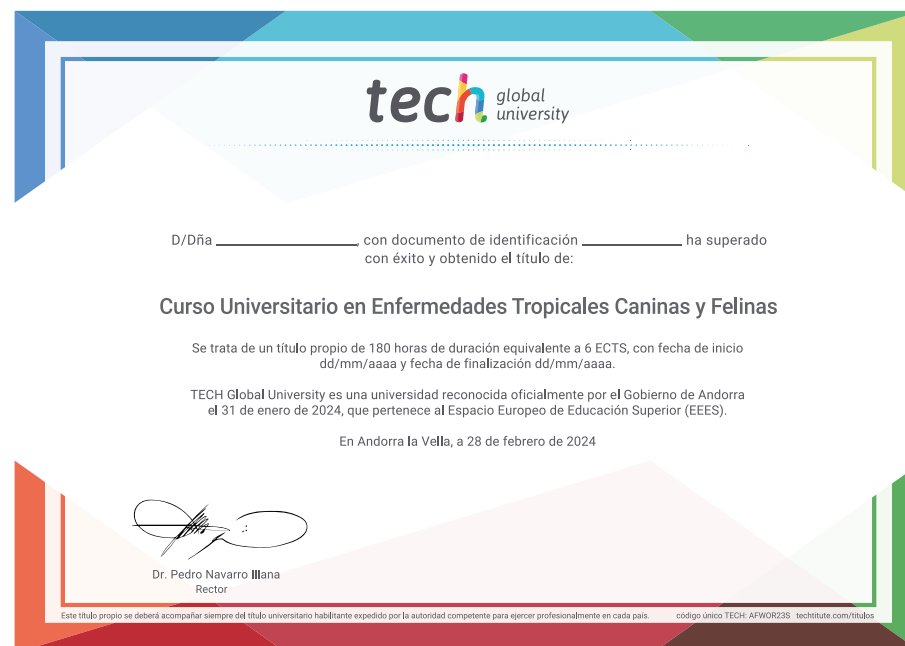 tech global university
D/Dña ________________, con documento de identificación ____________ ha superado
con éxito y obtenido el título de:
Curso Universitario en Enfermedades Tropicales Caninas y Felinas
Se trata de un título propio de 180 horas de duración equivalente a 6 ECTS, con fecha de inicio
dd/mm/aaaa y fecha de finalización dd/mm/aaaa.
TECH Global University es una universidad reconocida oficialmente por el Gobierno de Andorra
el 31 de enero de 2024, que pertenece al Espacio Europeo de Educación Superior (EEES).
En Andorra la Vella, a 28 de febrero de 2024
Dr. Pedro Navarro Illana
Rector
Este título propio se deberá acompañar siempre del título universitario habilitante expedido por la autoridad competente para ejercer profesionalmente en cada país. código único TECH: AFWOR23S techtitute.com/titulos